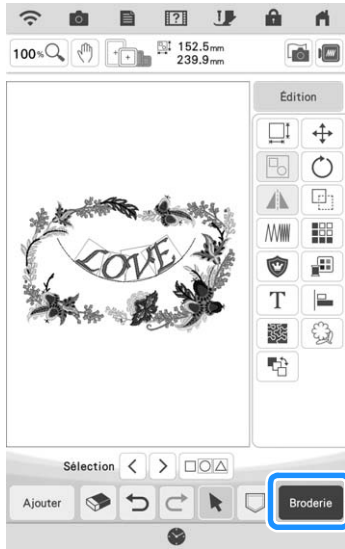 100%
152.5mm
239.9mm
Édition
LOVE
T
Sélection
Ajouter
Broderie